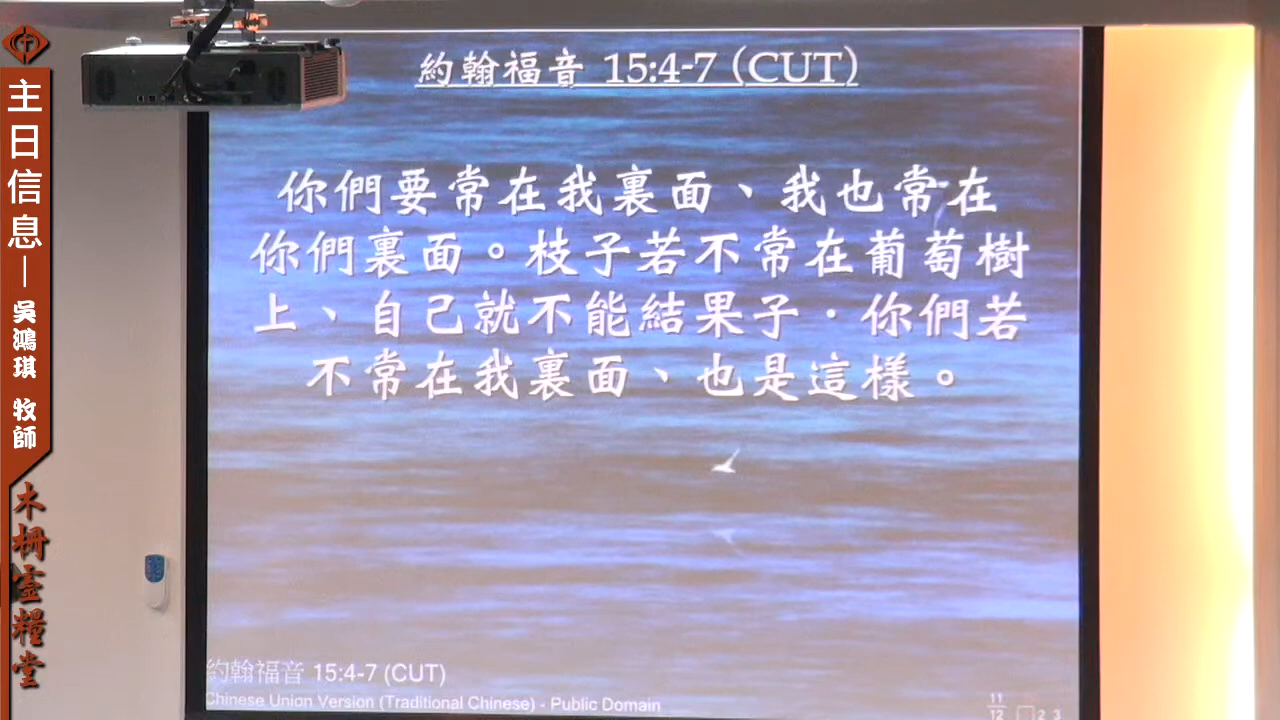 主日信息—吳鴻琪 牧師
木柵靈糧堂
約翰福音 15:4-7 (CUT)
你們要常在我裏面、我也常在
你們裏面。枝子若不常在葡萄樹
上、自己就不能結果子．你們若
不常在我裏面、也是這樣。
約翰福音 15:4-7 (CUT)
Chinese Union Version (Traditional Chinese) - Public Domain
11
12
2 3